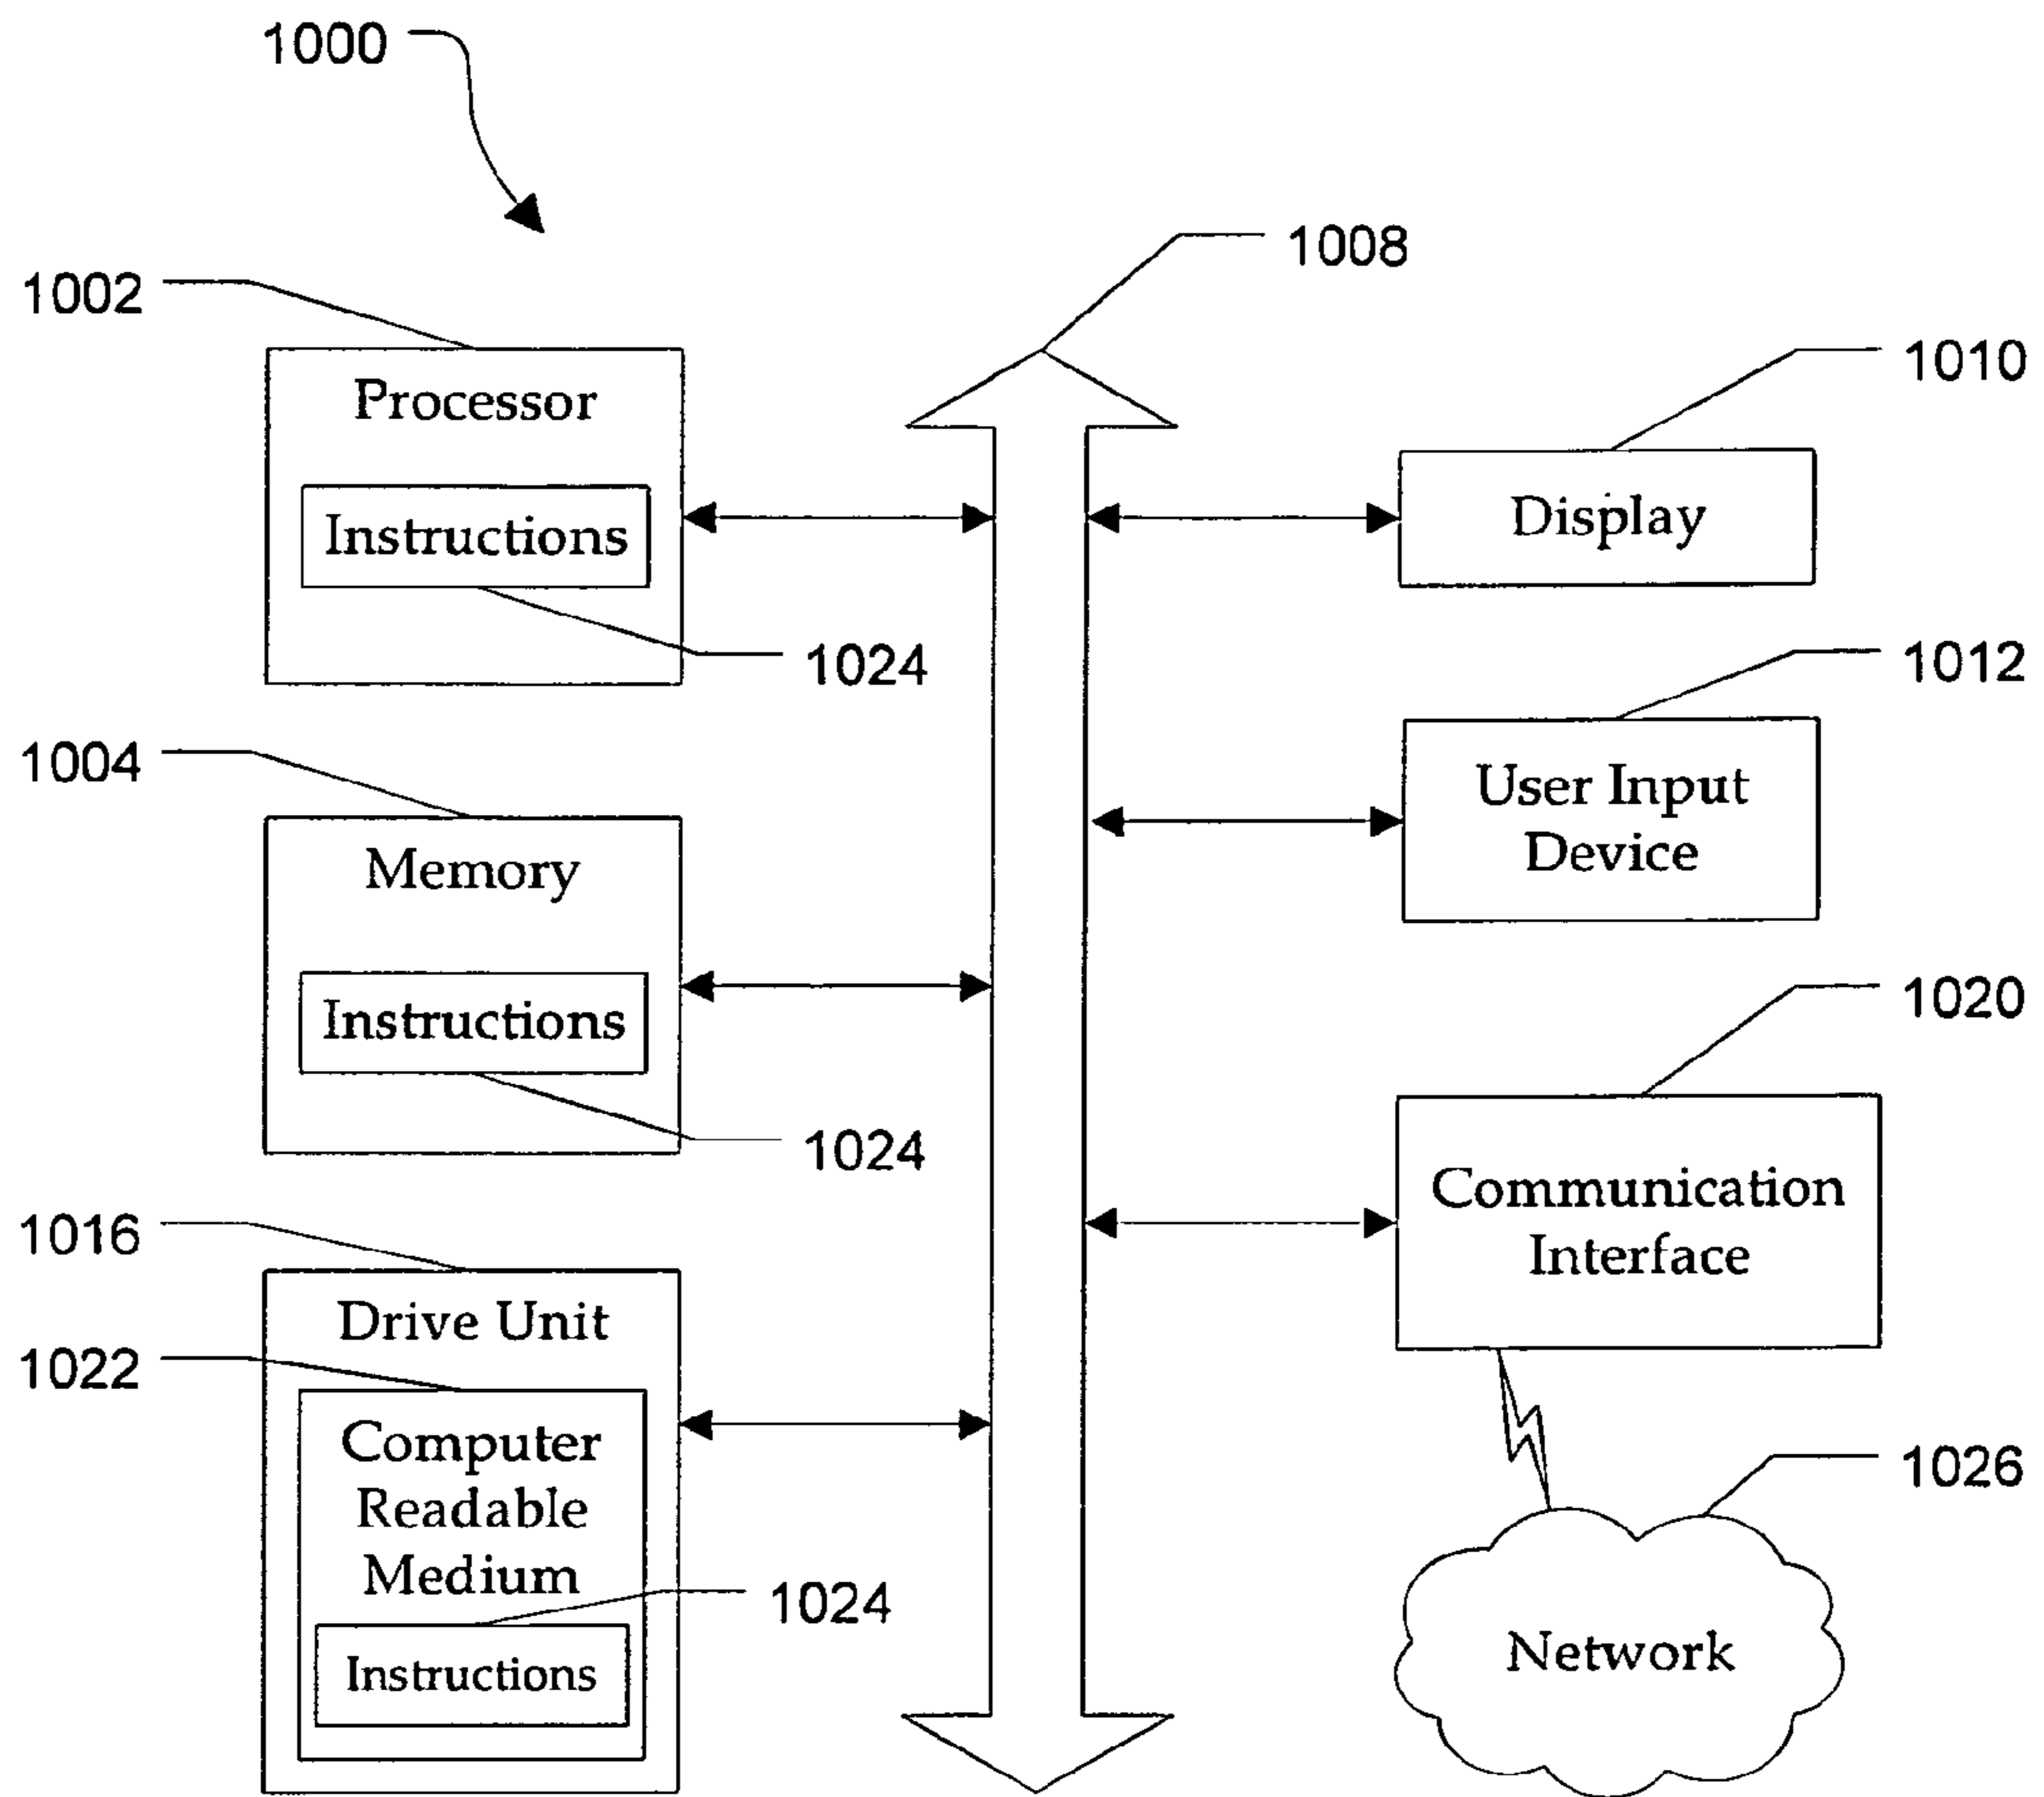 1000
1008
1002
Processor
Instructions
1024
1010
Display
1012
User Input
Device
1004
Memory
Instructions
1024
1020
Communication
Interface
1016
Drive Unit
1022
Computer
Readable
Medium
1024
Instructions
1026
Network